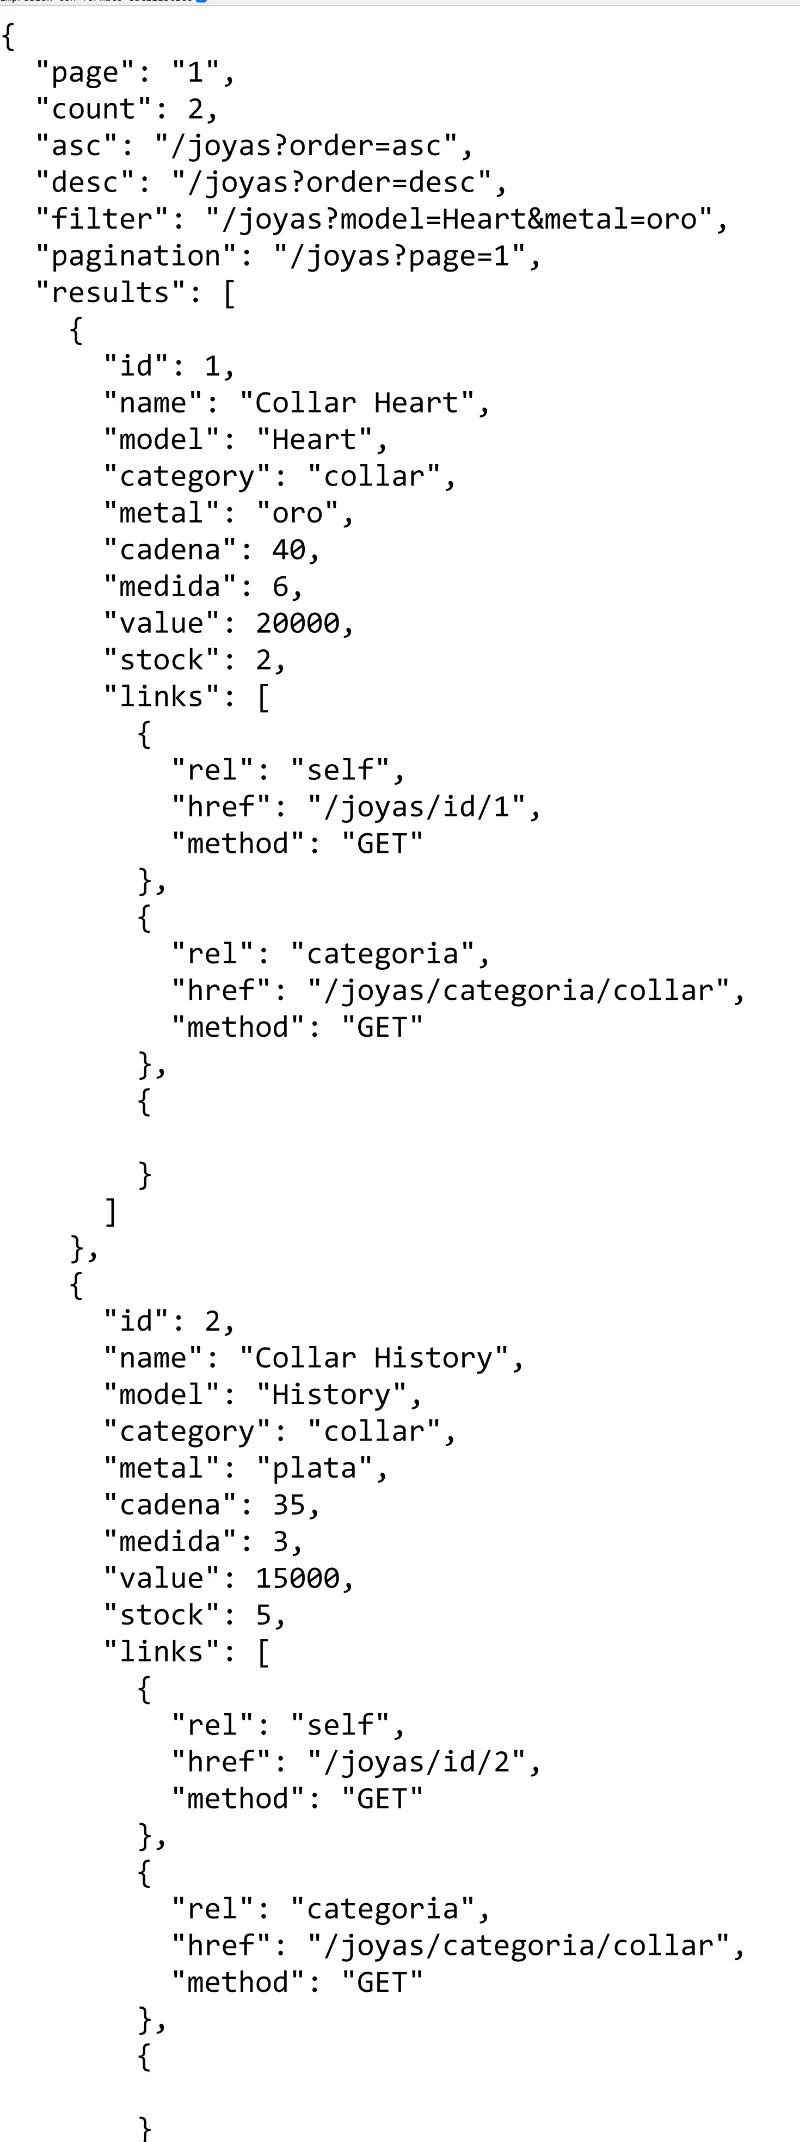 {
  "page": "1",
  "count": 2,
  "asc": "/joyas?order=asc",
  "desc": "/joyas?order=desc",
  "filter": "/joyas?model=Heart&metal=oro",
  "pagination": "/joyas?page=1",
  "results": [
    {
      "id": 1,
      "name": "Collar Heart",
      "model": "Heart",
      "category": "collar",
      "metal": "oro",
      "cadena": 40,
      "medida": 6,
      "value": 20000,
      "stock": 2,
      "links": [
        {
          "rel": "self",
          "href": "/joyas/id/1",
          "method": "GET"
        },
        {
          "rel": "categoria",
          "href": "/joyas/categoria/collar",
          "method": "GET"
        },
        {

        }
      ]
    },
    {
      "id": 2,
      "name": "Collar History",
      "model": "History",
      "category": "collar",
      "metal": "plata",
      "cadena": 35,
      "medida": 3,
      "value": 15000,
      "stock": 5,
      "links": [
        {
          "rel": "self",
          "href": "/joyas/id/2",
          "method": "GET"
        },
        {
          "rel": "categoria",
          "href": "/joyas/categoria/collar",
          "method": "GET"
        },
        {

        }